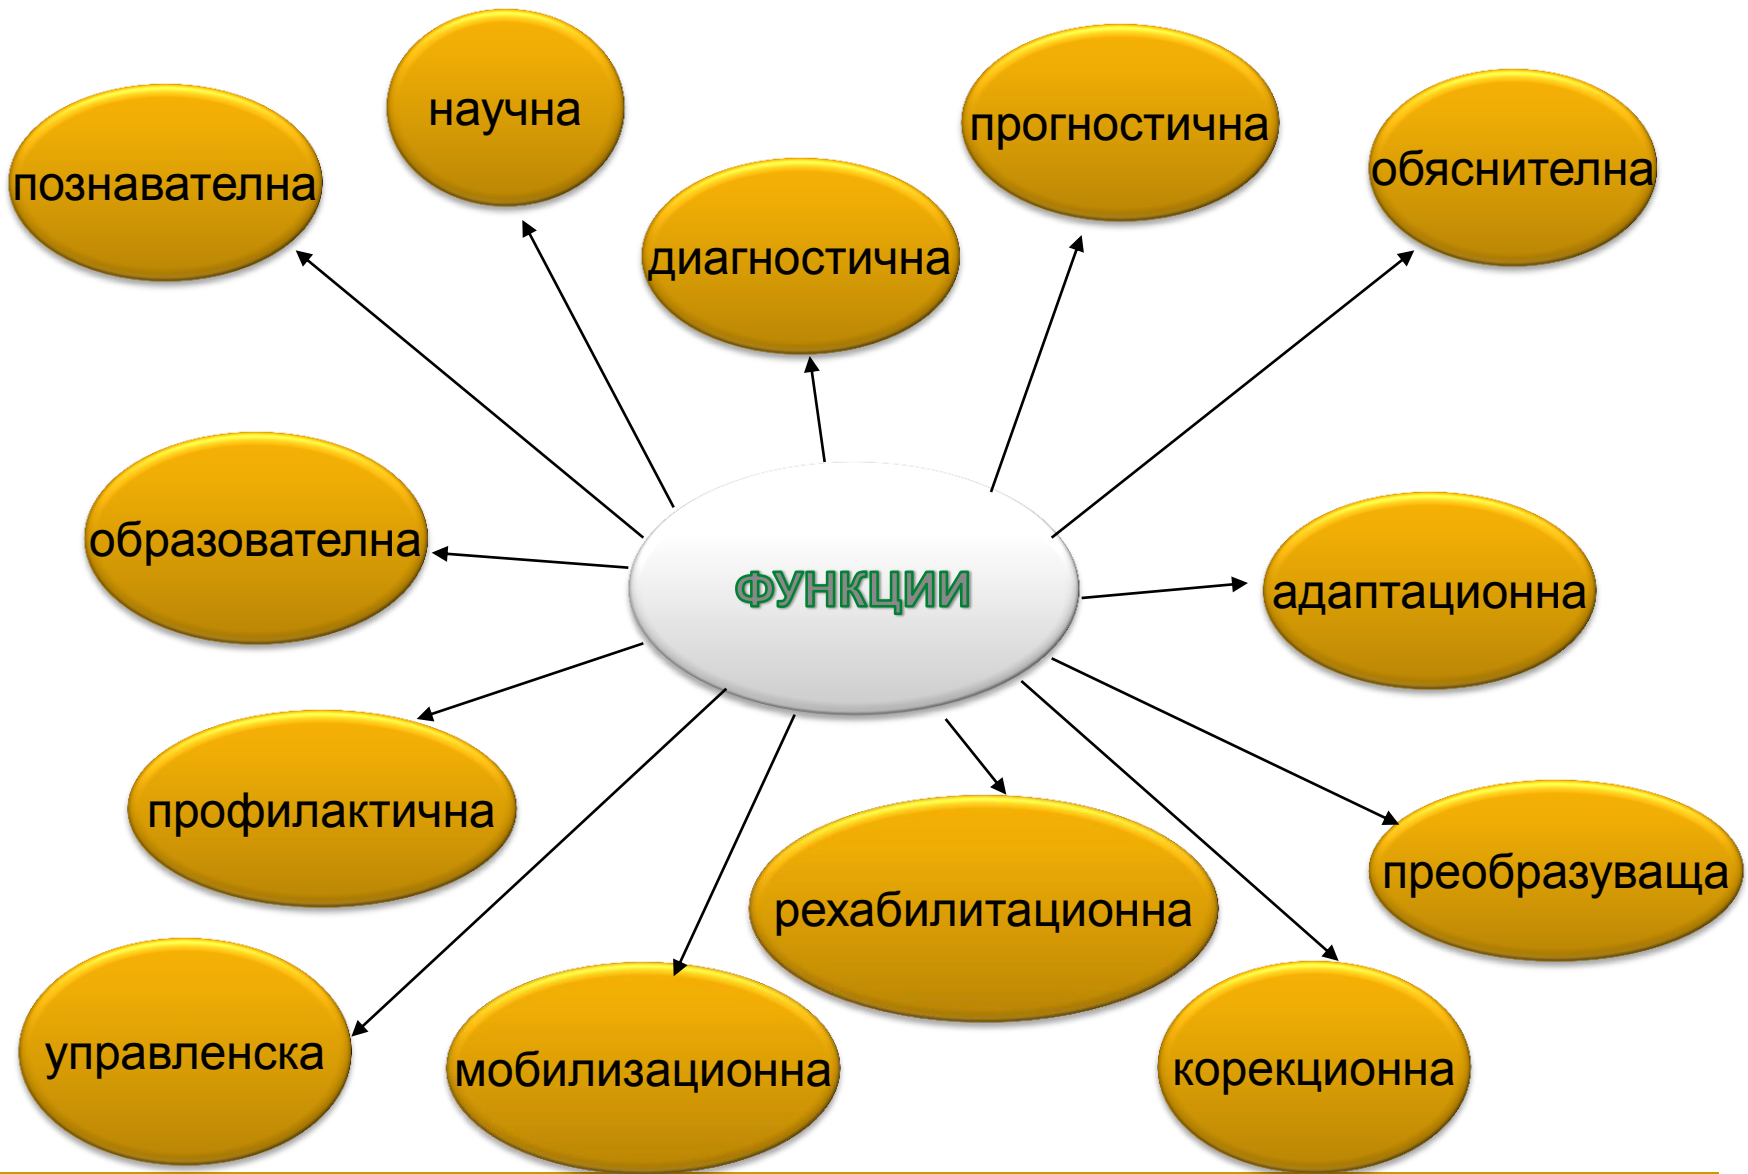 научна
прогностична
обяснителна
познавателна
диагностична
образователна
ФУНКЦИИ
адаптационна
профилактична
преобразуваща
рехабилитационна
управленска
мобилизационна
корекционна